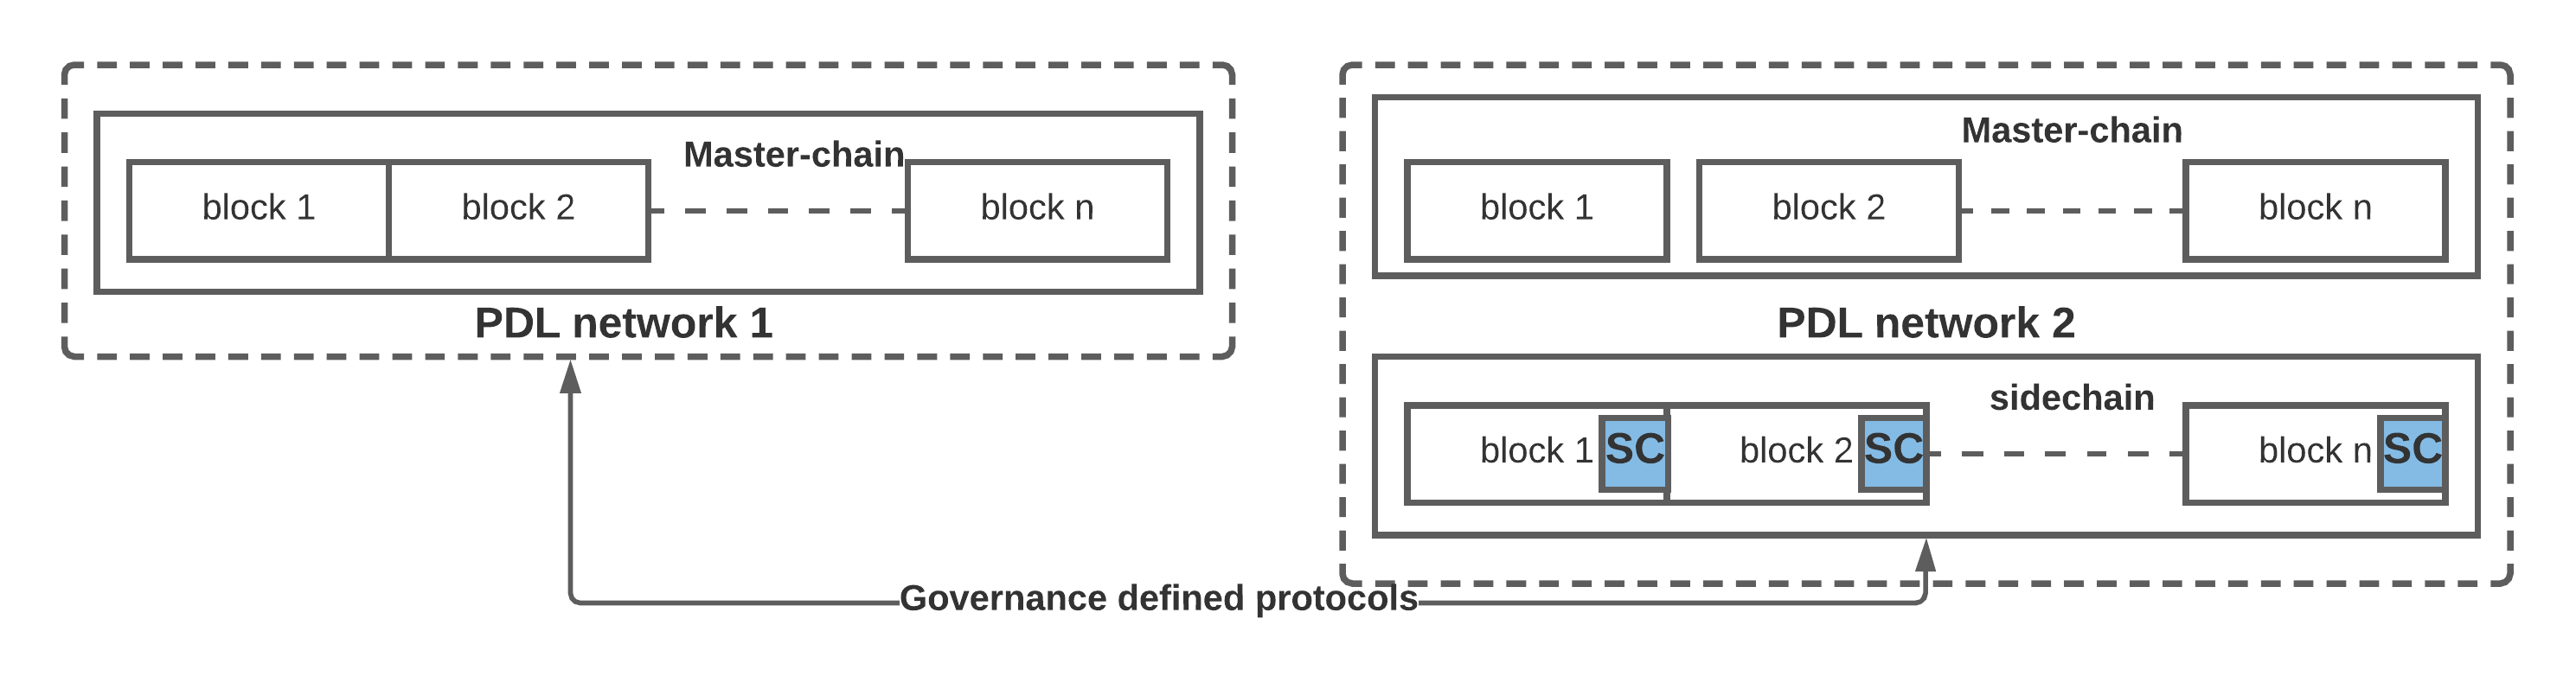 Master-chain
block 1
block 2
block n
PDL network 1
Master-chain
block 1
block 2
block n
PDL network 2
sidechain
block 1 SC
block 2 SC
block n SC
Governance defined protocols